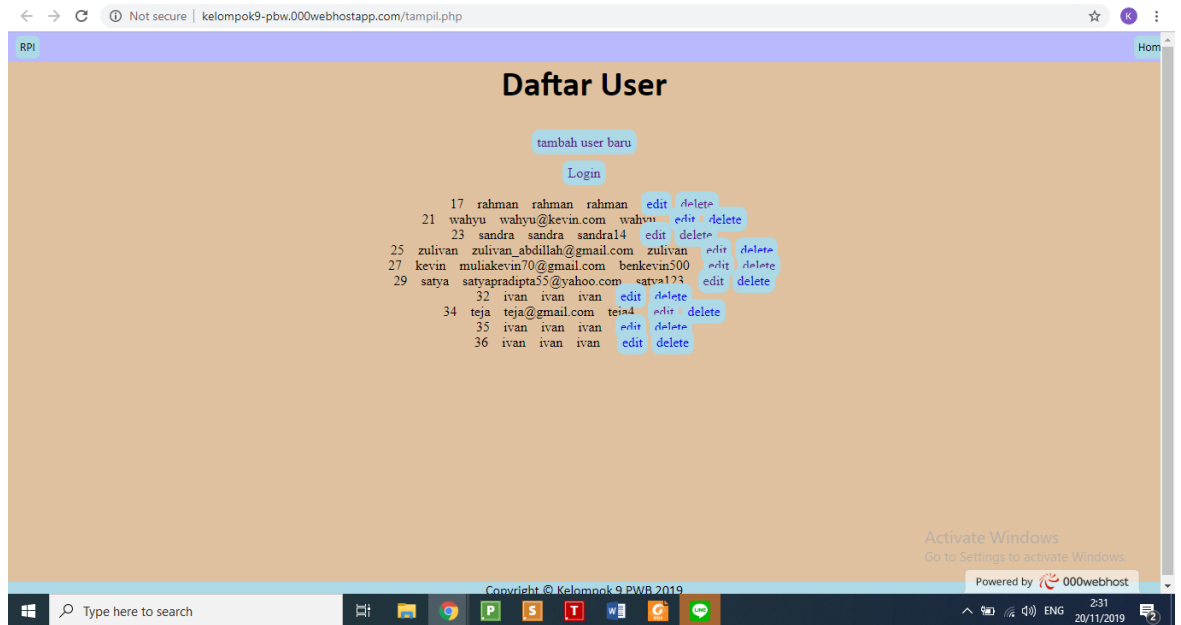 Not secure | kelompok9-pbw.000webhostapp.com/tampil.php
K
RPI
Hom
Daftar User
tambah user baru
Login
17 rahman rahman rahman edit delete
21 wahyu wahyu@kevin.com wahyu edit delete
23 sandra sandra sandra14 edit delete
25 zulivan zulivan_abdillah@gmail.com zulivan edit delete
27 kevin muliakevin70@gmail.com benkevin500 edit delete
29 satya satyapradipta55@yahoo.com satya123 edit delete
32 ivan ivan ivan edit delete
34 teja teja@gmail.com teja4 edit delete
35 ivan ivan ivan edit delete
36 ivan ivan ivan edit delete
Activate Windows
Go to Settings to activate Windows.
Powered by 000webhost
Copyright © Kelompok 9 PWB 2019
Type here to search
P
S
T
W
G
LINE
ENG
2:31
20/11/2019
2